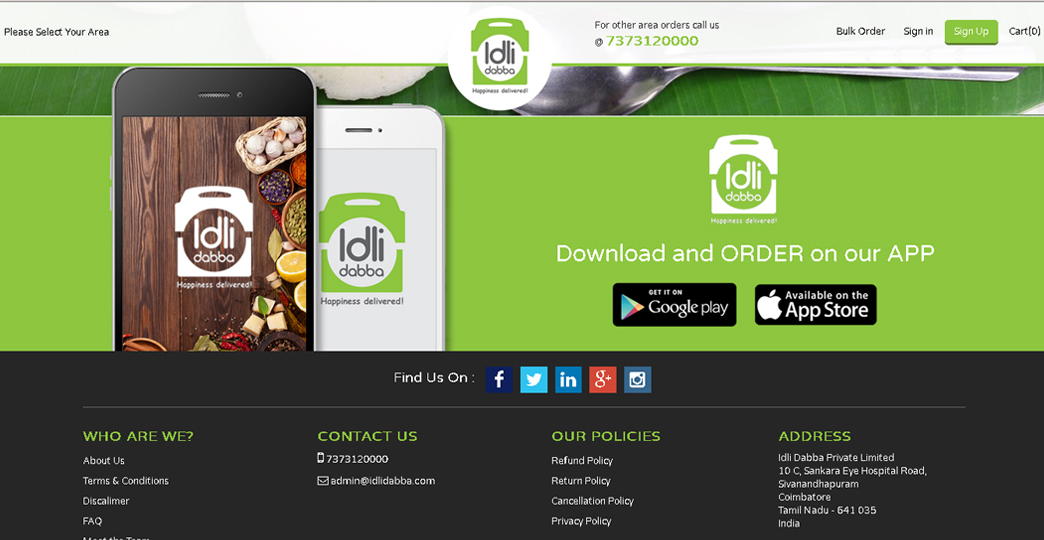 Please Select Your Area
Idli
dabba
Happiness delivered!
For other area orders call us
@ 7373120000
Bulk Order
Sign in
Sign Up
Cart(0)
Idli
dabba
Happiness delivered!
Idli
dabba
Happiness delivered!
Idli
dabba
Happiness delivered!
Download and ORDER on our APP
GET IT ON
Google play
Available on the
App Store
Find Us On :
f
in
g+
WHO ARE WE?
About Us
Terms & Conditions
Discalimer
FAQ
Meet the Team
CONTACT US
7373120000
admin@idlidabba.com
OUR POLICIES
Refund Policy
Return Policy
Cancellation Policy
Privacy Policy
ADDRESS
Idli Dabba Private Limited
10 C, Sankara Eye Hospital Road,
Sivanandhapuram
Coimbatore
Tamil Nadu - 641 035
India